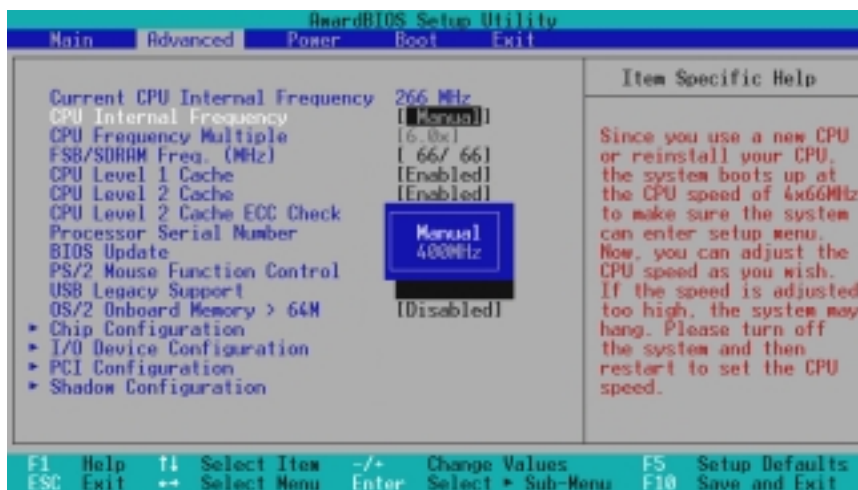 AwardBIOS Setup Utility
Main Advanced Power Boot Exit
Current CPU Internal Frequency 266 MHz
CPU Internal Frequency [ Manual]
CPU Frequency Multiple [6.0x]
FSB/SDRAM Freq. (MHz) [ 66/ 66]
CPU Level 1 Cache [Enabled]
CPU Level 2 Cache [Enabled]
CPU Level 2 Cache ECC Check
Processor Serial Number
BIOS Update
PS/2 Mouse Function Control
USB Legacy Support
OS/2 Onboard Memory > 64M [Disabled]
▸ Chip Configuration
▸ I/O Device Configuration
▸ PCI Configuration
▸ Shadow Configuration
Manual
400MHz
Item Specific Help
Since you use a new CPU
or reinstall your CPU,
the system boots up at
the CPU speed of 4x66MHz
to make sure the system
can enter setup menu.
Now, you can adjust the
CPU speed as you wish.
If the speed is adjusted
too high, the system may
hang. Please turn off
the system and then
restart to set the CPU
speed.
F1 Help ↑↓ Select Item -/+ Change Values F5 Setup Defaults
ESC Exit ↔ Select Menu Enter Select ▸ Sub-Menu F10 Save and Exit